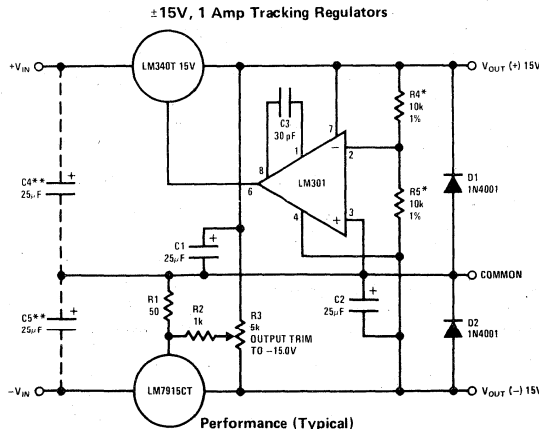 ±15V, 1 Amp Tracking Regulators
+VIN
LM340T 15V
VOUT (+) 15V
C3
30 pF
7
R4*
10k
1%
1
8
2
−
LM301
6
C4**
25μF
+
4
+
3
R5*
10k
1%
D1
1N4001
C1
25μF
+
COMMON
C5**
25μF
+
R1
50
R2
1k
R3
5k
OUTPUT TRIM
TO −15.0V
C2
25μF
+
D2
1N4001
−VIN
LM7915CT
VOUT (−) 15V
Performance (Typical)